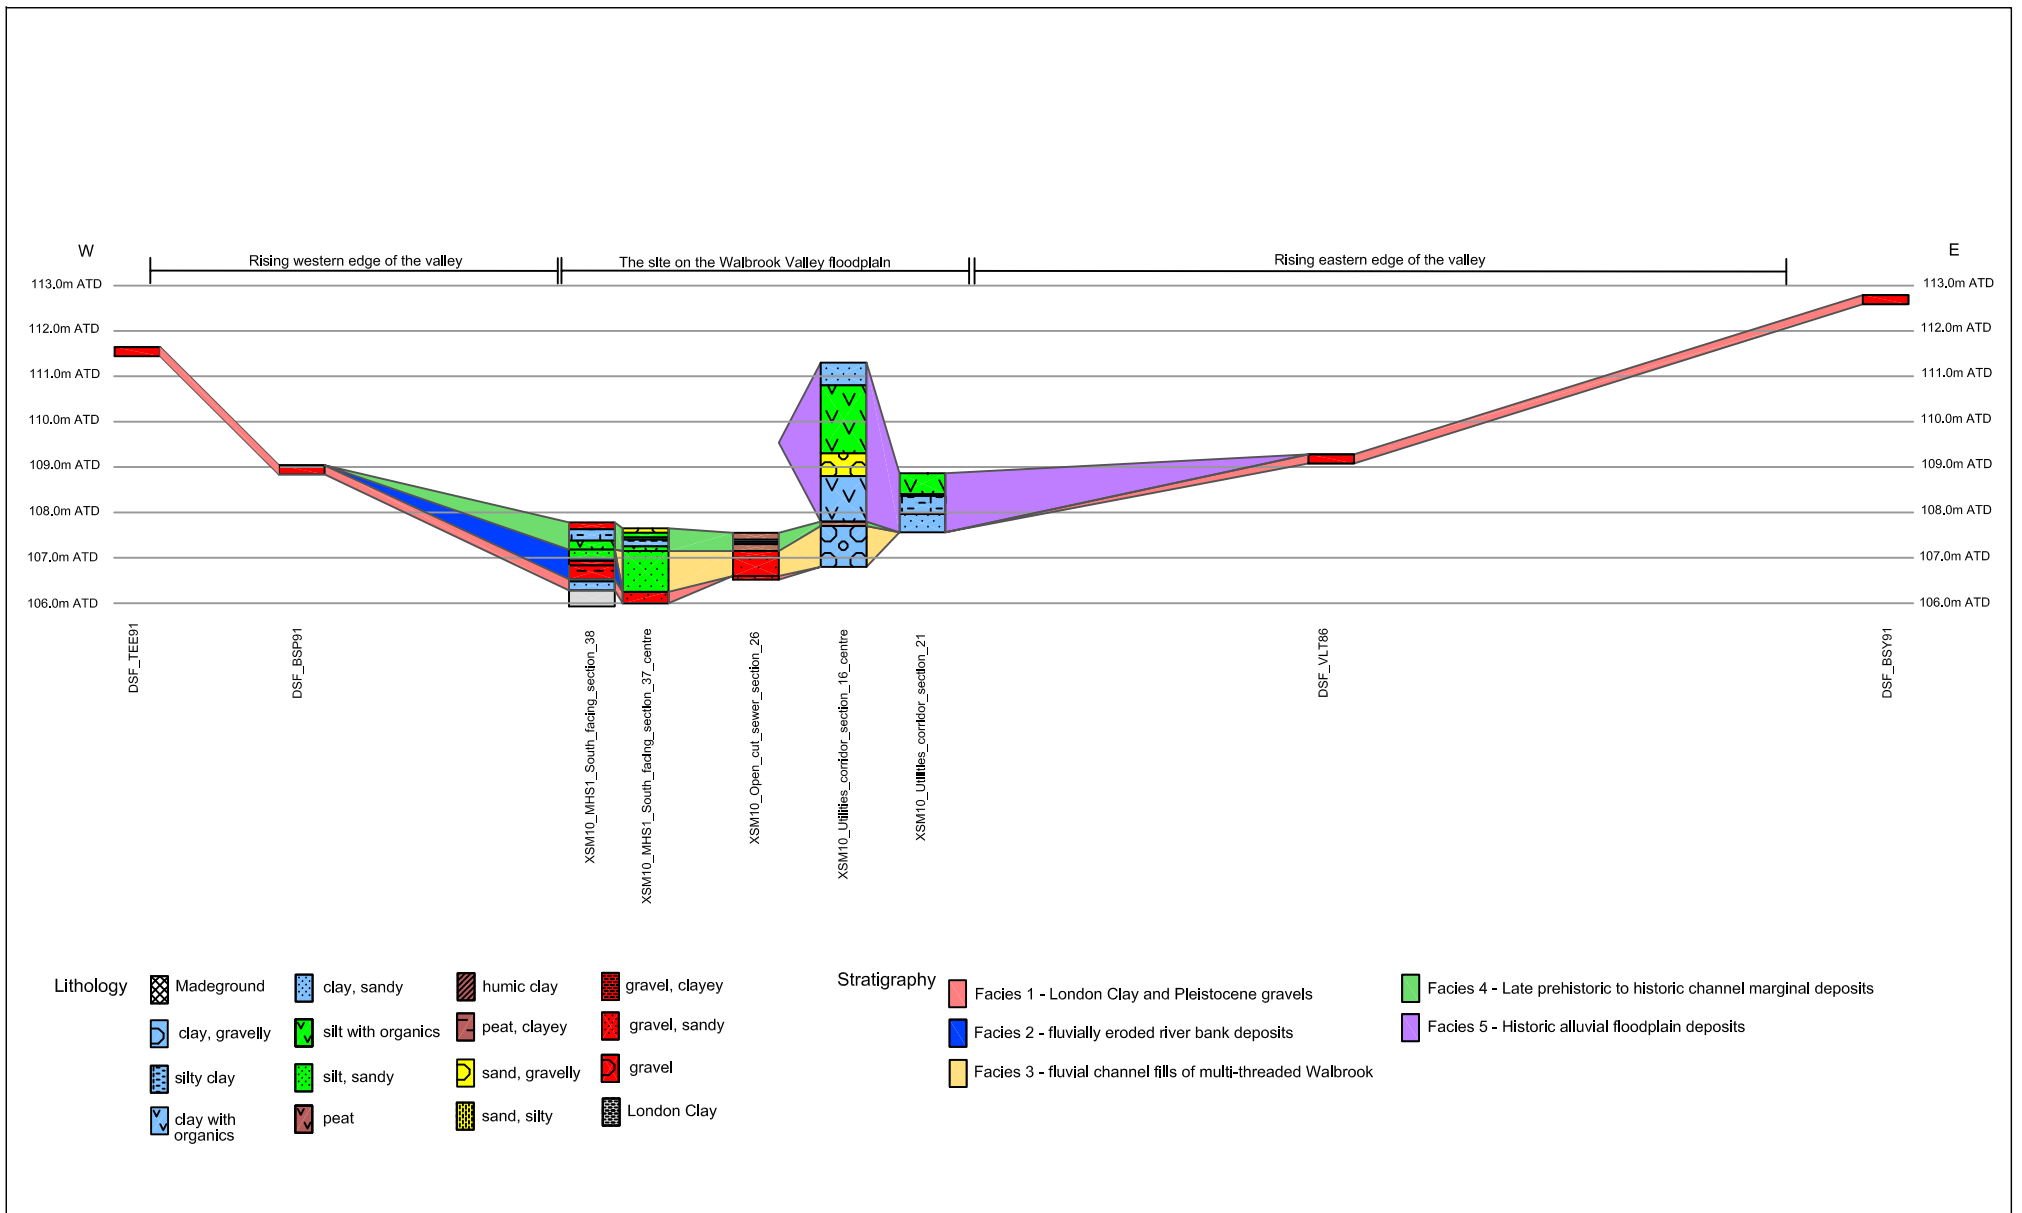 W
E
Rising western edge of the valley
The site on the Walbrook Valley floodplain
Rising eastern edge of the valley
113.0m ATD
113.0m ATD
112.0m ATD
112.0m ATD
111.0m ATD
111.0m ATD
110.0m ATD
110.0m ATD
109.0m ATD
109.0m ATD
108.0m ATD
108.0m ATD
107.0m ATD
107.0m ATD
106.0m ATD
106.0m ATD
DSF_TEE91
DSF_BSP91
XSM10_MHS1_South_facing_section_38
XSM10_MHS1_South_facing_section_37_centre
XSM10_Open_cut_sewer_section_26
XSM10_Utilities_corridor_section_16_centre
XSM10_Utilities_corridor_section_21
DSF_VLT86
DSF_BSY91
Lithology
Madeground
clay, gravelly
silty clay
clay with
organics
clay, sandy
silt with organics
silt, sandy
peat
humic clay
peat, clayey
sand, gravelly
sand, silty
gravel, clayey
gravel, sandy
gravel
London Clay
Stratigraphy
Facies 1 - London Clay and Pleistocene gravels
Facies 2 - fluvially eroded river bank deposits
Facies 3 - fluvial channel fills of multi-threaded Walbrook
Facies 4 - Late prehistoric to historic channel marginal deposits
Facies 5 - Historic alluvial floodplain deposits